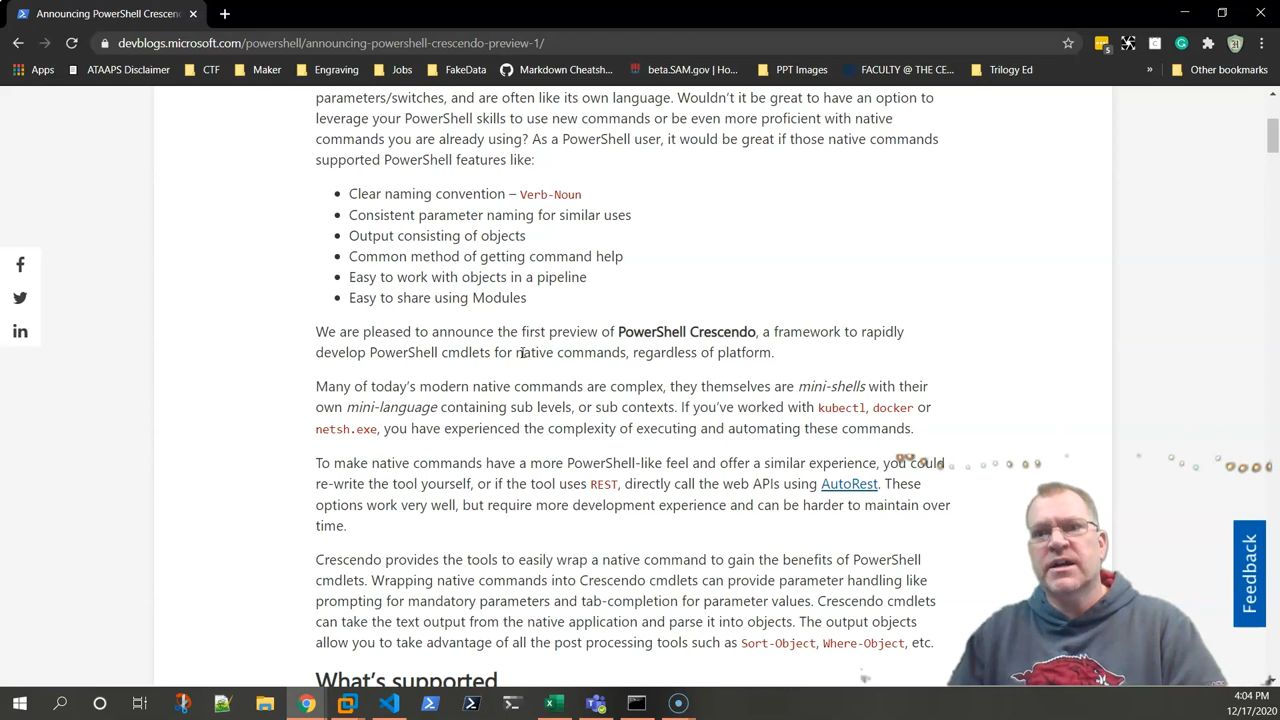 Announcing PowerShell Crescend
devblogs.microsoft.com/powershell/announcing-powershell-crescendo-preview-1/
5
Apps
ATAAPS Disclaimer
CTF
Maker
Engraving
Jobs
FakeData
Markdown Cheatsh...
beta.SAM.gov | Ho...
PPT Images
FACULTY @ THE CE...
Trilogy Ed
»
Other bookmarks
parameters/switches, and are often like its own language. Wouldn't it be great to have an option to
leverage your PowerShell skills to use new commands or be even more proficient with native
commands you are already using? As a PowerShell user, it would be great if those native commands
supported PowerShell features like:
• Clear naming convention – Verb-Noun
• Consistent parameter naming for similar uses
• Output consisting of objects
• Common method of getting command help
• Easy to work with objects in a pipeline
• Easy to share using Modules
We are pleased to announce the first preview of PowerShell Crescendo, a framework to rapidly
develop PowerShell cmdlets for native commands, regardless of platform.
Many of today's modern native commands are complex, they themselves are mini-shells with their
own mini-language containing sub levels, or sub contexts. If you've worked with kubectl, docker or
netsh.exe, you have experienced the complexity of executing and automating these commands.
To make native commands have a more PowerShell-like feel and offer a similar experience, you could
re-write the tool yourself, or if the tool uses REST, directly call the web APIs using AutoRest. These
options work very well, but require more development experience and can be harder to maintain over
time.
Crescendo provides the tools to easily wrap a native command to gain the benefits of PowerShell
cmdlets. Wrapping native commands into Crescendo cmdlets can provide parameter handling like
prompting for mandatory parameters and tab-completion for parameter values. Crescendo cmdlets
can take the text output from the native application and parse it into objects. The output objects
allow you to take advantage of all the post processing tools such as Sort-Object, Where-Object, etc.
What's supported
Feedback
4:04 PM
12/17/2020